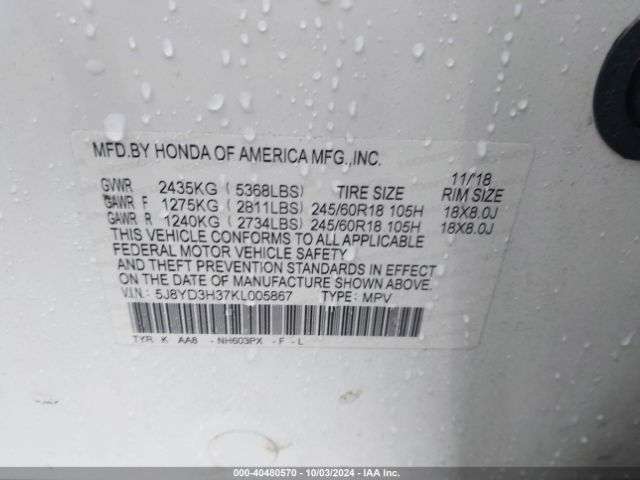 MFD.BY HONDA OF AMERICA MFG.,INC.
11/'18
GVWR 2435KG ( 5368LBS) TIRE SIZE RIM SIZE
GAWR F 1275KG ( 2811LBS) 245/60R18 105H 18X8.0J
GAWR R 1240KG ( 2734LBS) 245/60R18 105H 18X8.0J
THIS VEHICLE CONFORMS TO ALL APPLICABLE
FEDERAL MOTOR VEHICLE SAFETY
AND THEFT PREVENTION STANDARDS IN EFFECT
ON THE DATE OF MANUFACTURE SHOWN ABOVE.
V.I.N.: 5J8YD3H37KL005867 TYPE: MPV
TYR K AA8 - NH603PX - F - L
000-40480570 - 10/03/2024 - IAA Inc.